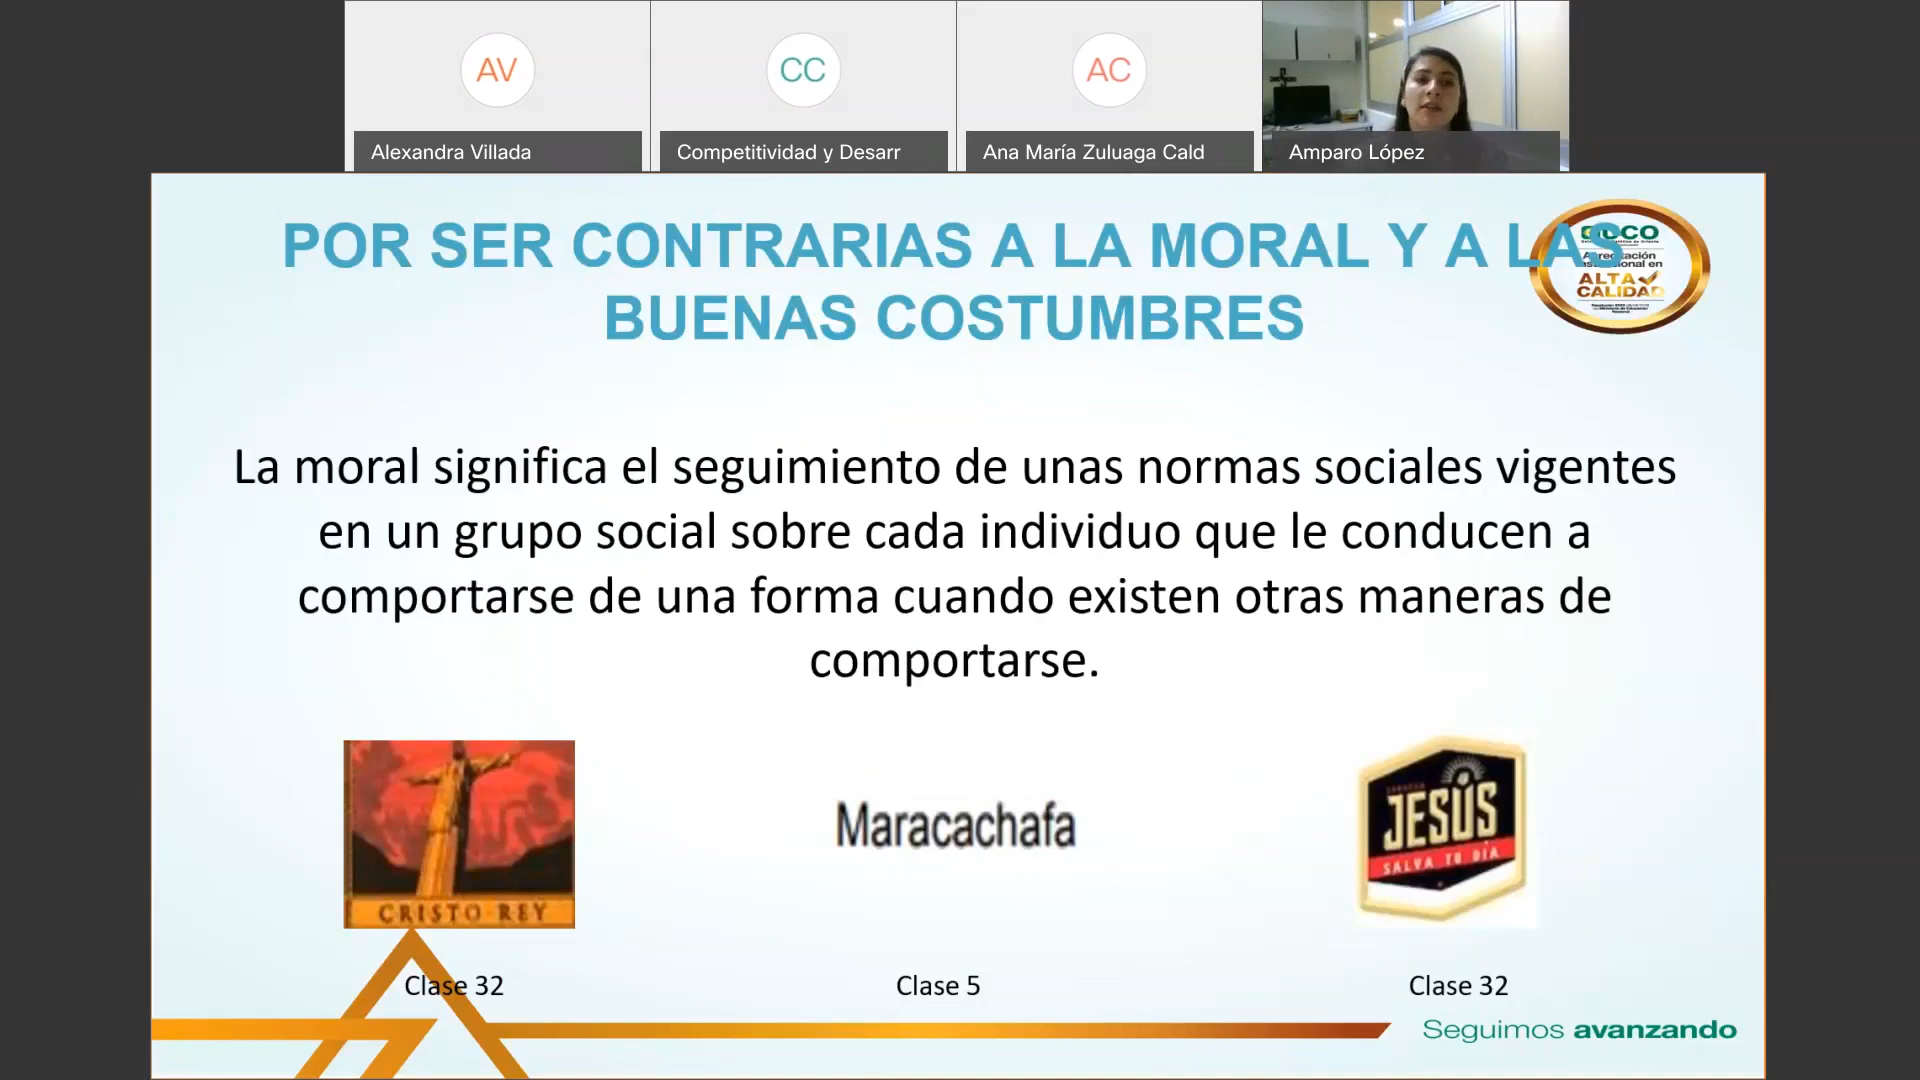 AV
CC
AC
Alexandra Villada
Competitividad y Desarr
Ana María Zuluaga Cald
Amparo López
POR SER CONTRARIAS A LA MORAL Y A LAS
BUENAS COSTUMBRES
ALTA
CALIDAD
La moral significa el seguimiento de unas normas sociales vigentes
en un grupo social sobre cada individuo que le conducen a
comportarse de una forma cuando existen otras maneras de
comportarse.
CRISTO REY
Maracachafa
JESÚS
SALVA TU DÍA
Clase 32
Clase 5
Clase 32
Seguimos avanzando